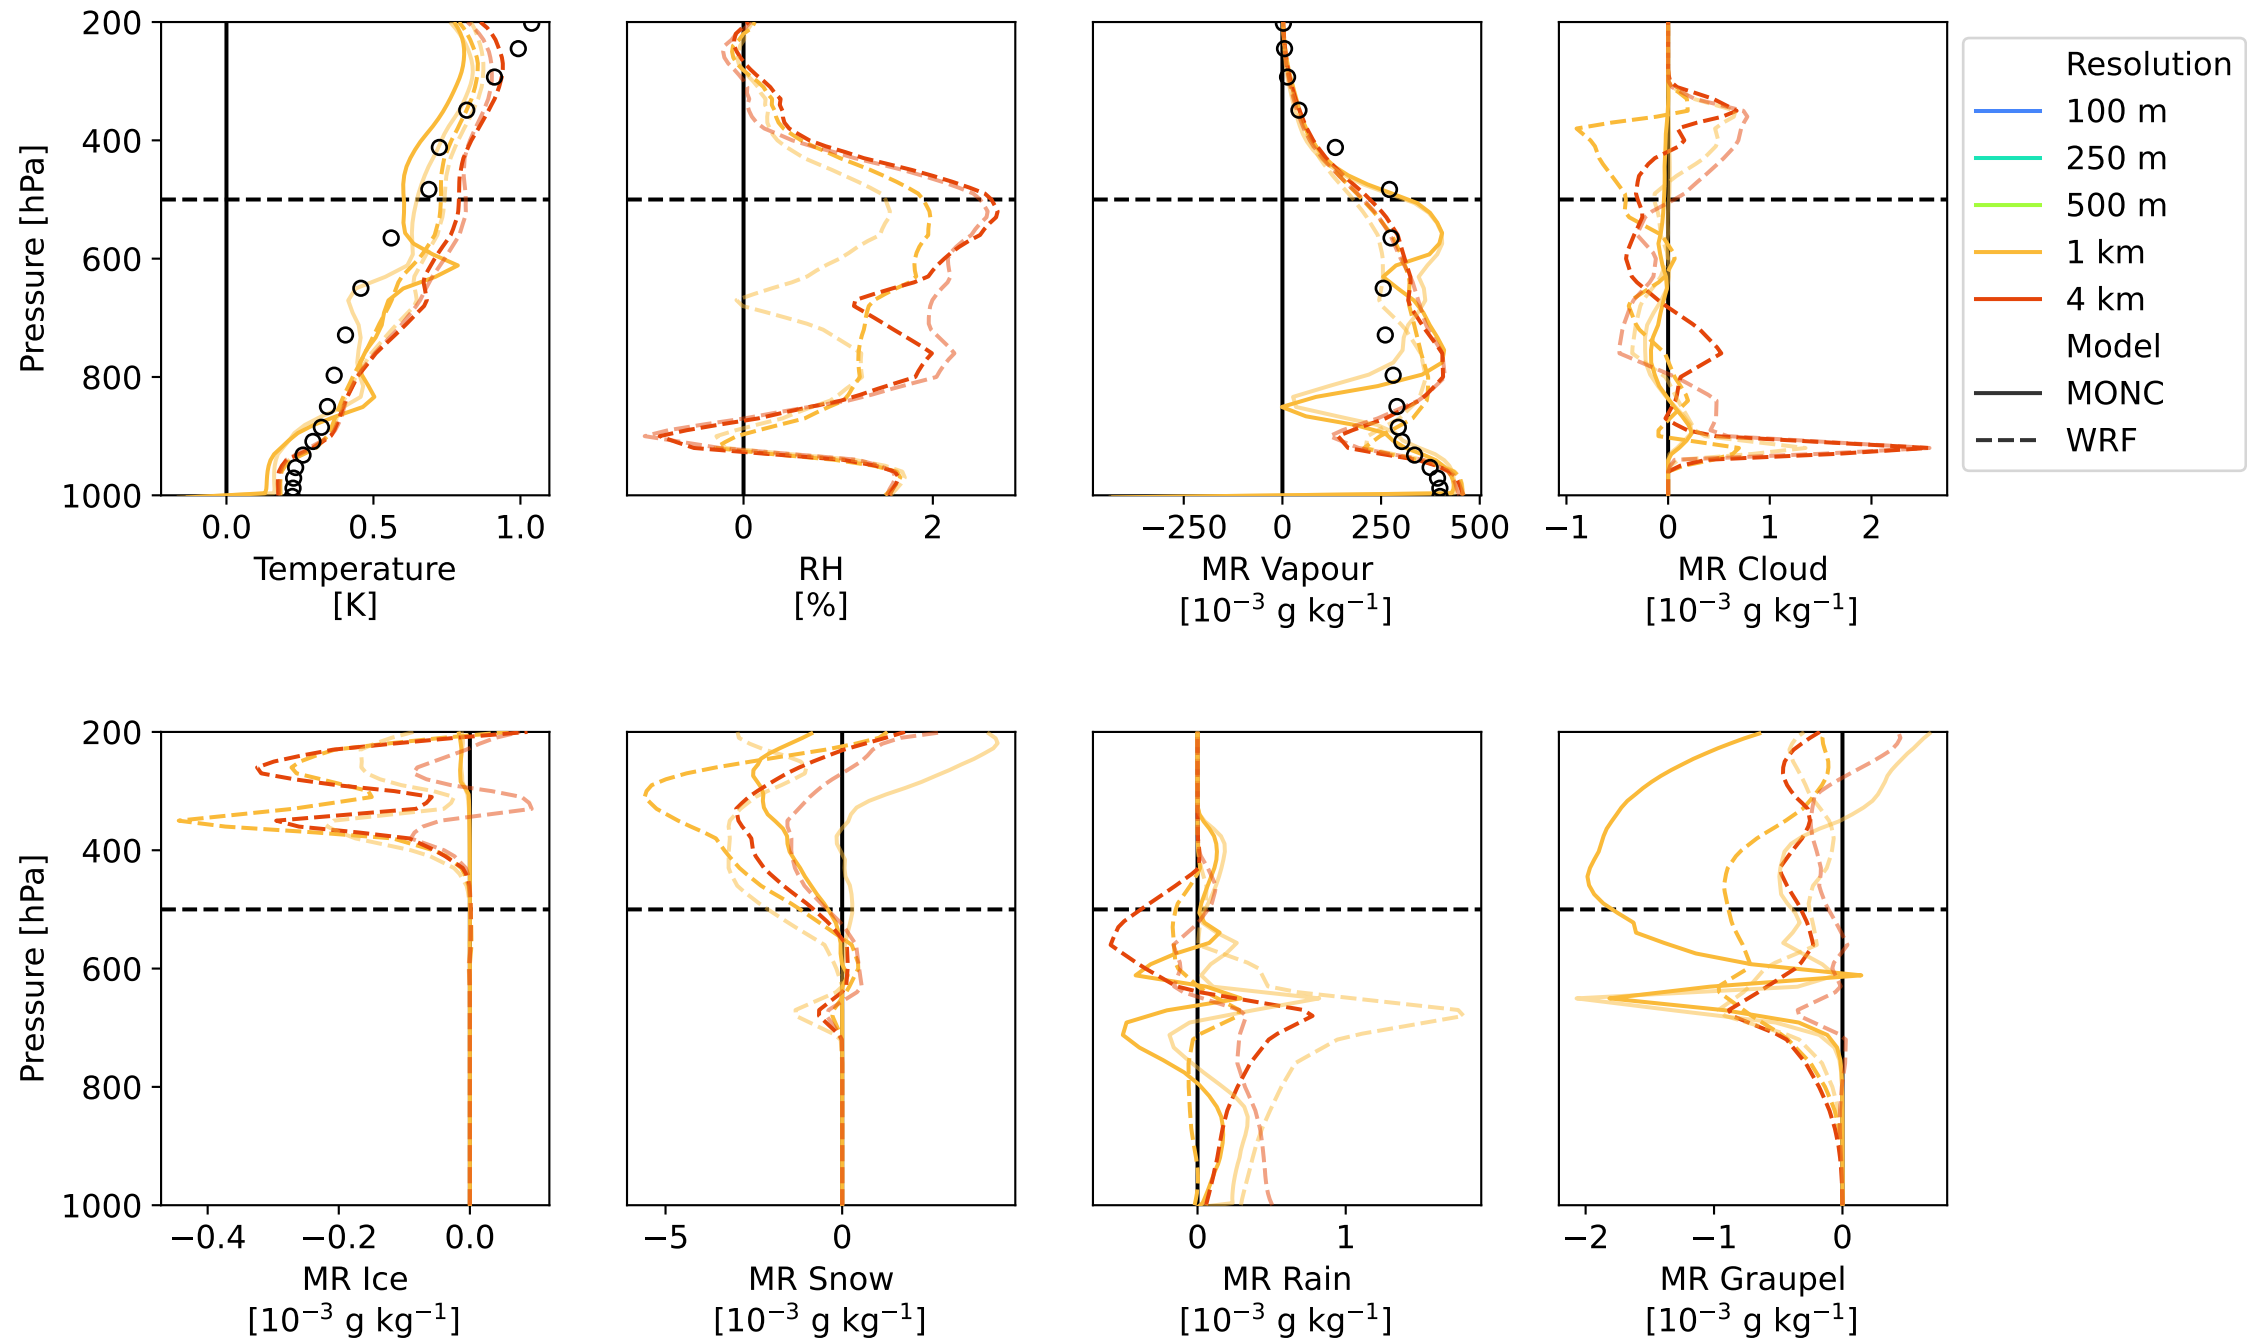 200
400
600
800
1000
Pressure [hPa]
0.0 0.5 1.0
Temperature
[K]
0 2
RH
[%]
−250 0 250 500
MR Vapour
[10⁻³ g kg⁻¹]
−1 0 1 2
MR Cloud
[10⁻³ g kg⁻¹]
Resolution
100 m
250 m
500 m
1 km
4 km
Model
MONC
WRF
200
400
600
800
1000
Pressure [hPa]
−0.4 −0.2 0.0
MR Ice
[10⁻³ g kg⁻¹]
−5 0
MR Snow
[10⁻³ g kg⁻¹]
0 1
MR Rain
[10⁻³ g kg⁻¹]
−2 −1 0
MR Graupel
[10⁻³ g kg⁻¹]